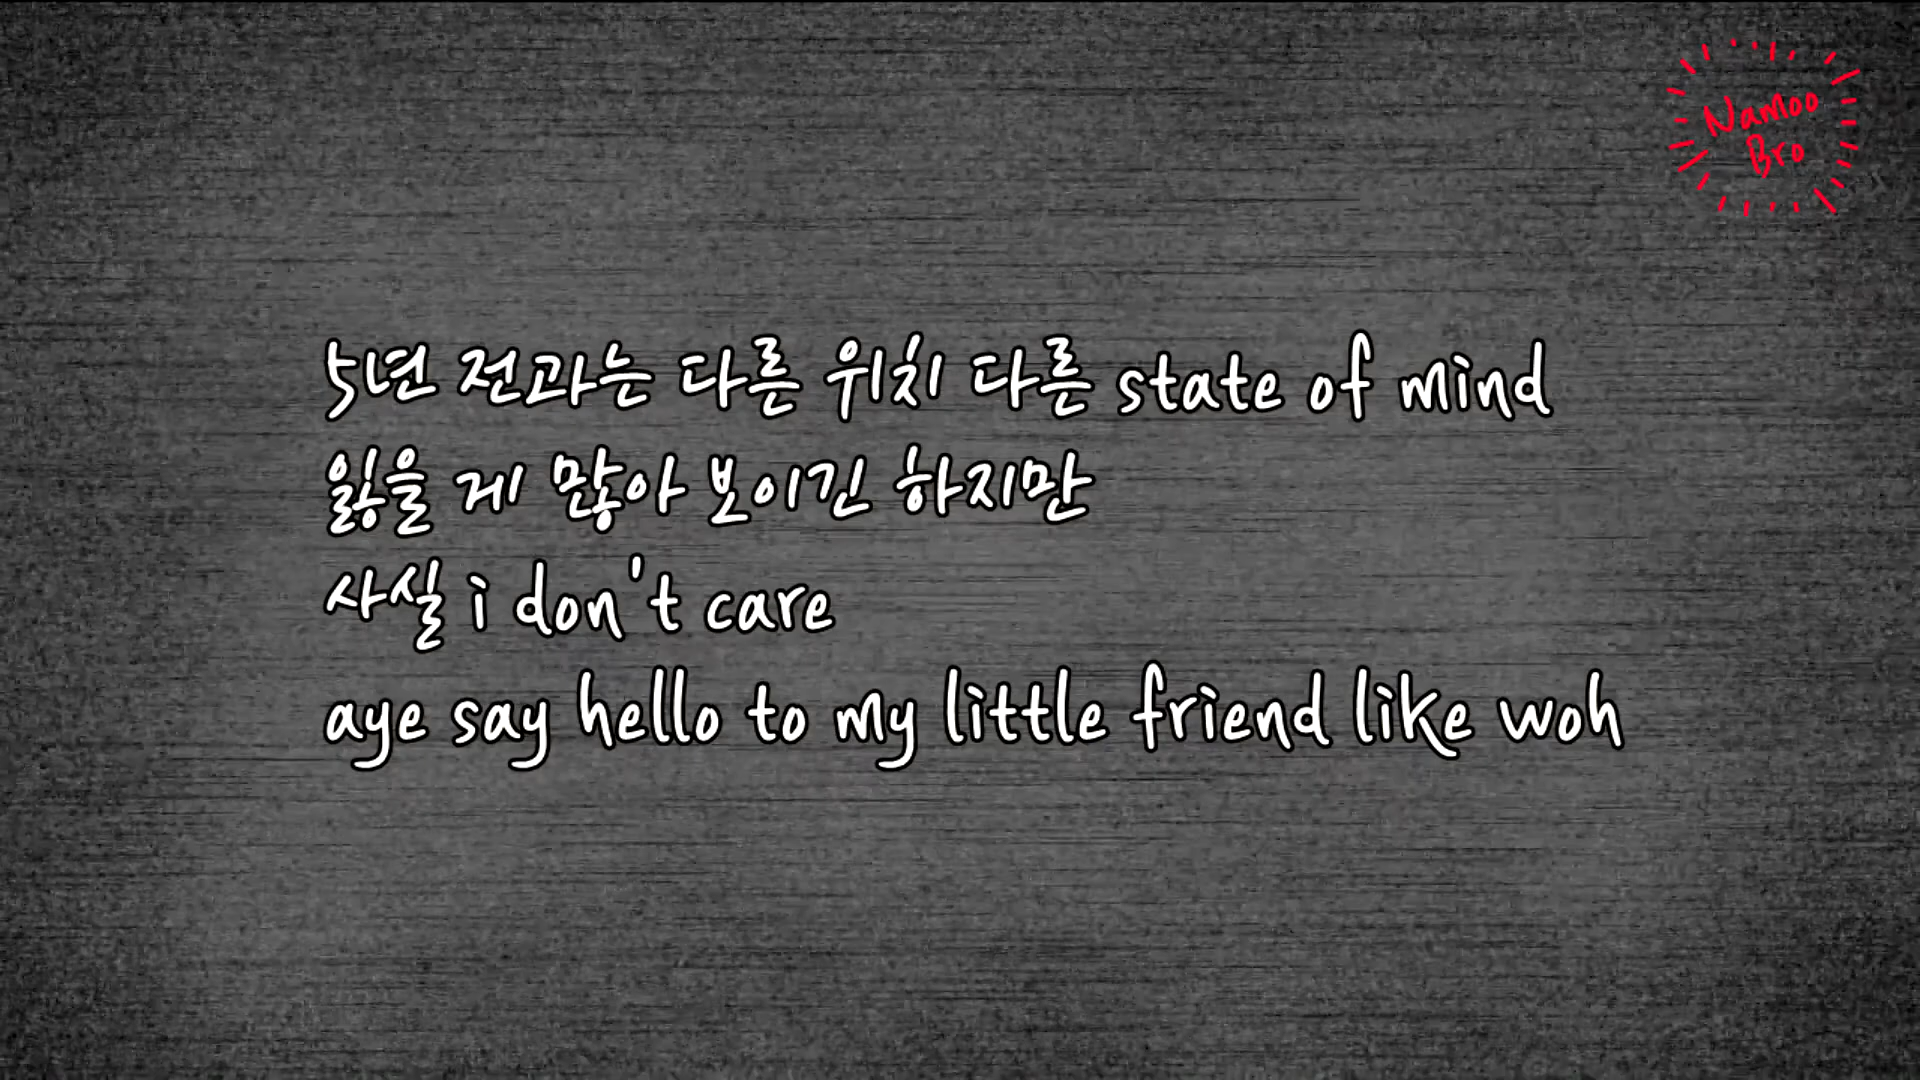 Namoo
Bro
5년 전과는 다른 위치 다른 state of mind
잃을 게 많아 보이긴 하지만
사실 i don't care
aye say hello to my little friend like woh